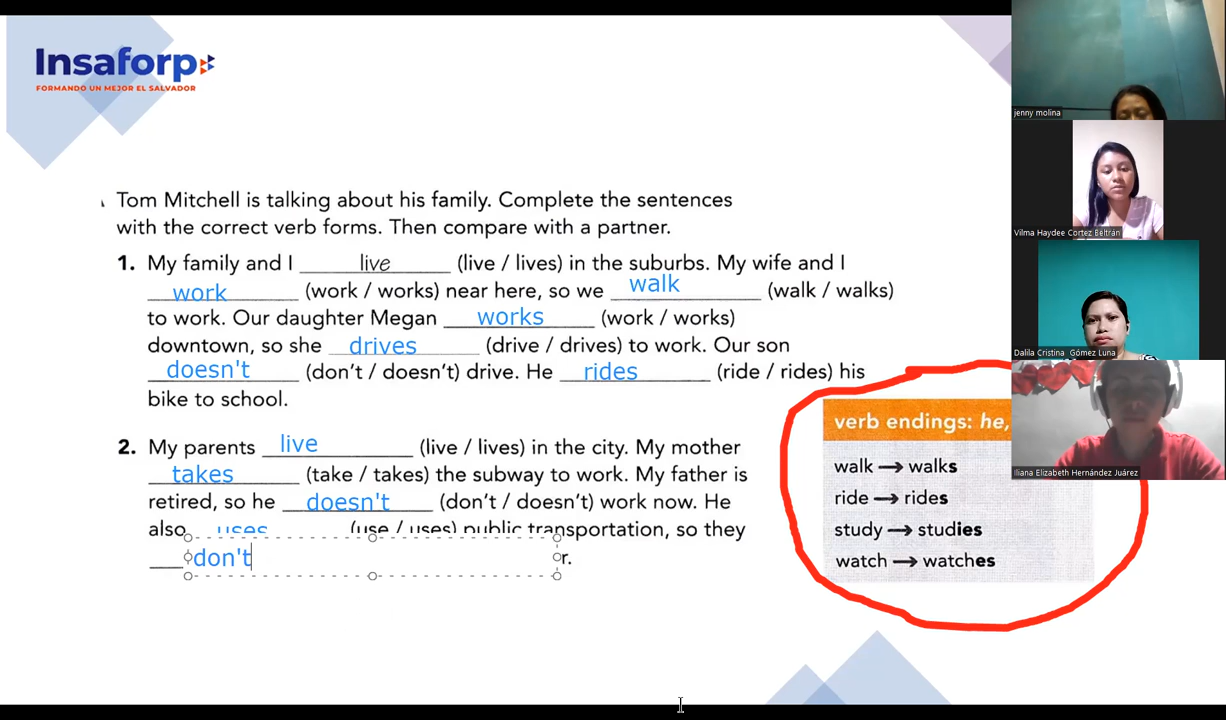 Insaforp
FORMANDO UN MEJOR EL SALVADOR
Tom Mitchell is talking about his family. Complete the sentences
with the correct verb forms. Then compare with a partner.
1. My family and I live (live / lives) in the suburbs. My wife and I
work (work / works) near here, so we walk (walk / walks)
to work. Our daughter Megan works (work / works)
downtown, so she drives (drive / drives) to work. Our son
doesn't (don't / doesn't) drive. He rides (ride / rides) his
bike to school.
2. My parents live (live / lives) in the city. My mother
takes (take / takes) the subway to work. My father is
retired, so he doesn't (don't / doesn't) work now. He
also uses (use / uses) public transportation, so they
don't r.
verb endings: he,
walk → walks
ride → rides
study → studies
watch → watches
jenny molina
Vilma Haydee Cortez Beltrán
Dalila Cristina Gómez Luna
Iliana Elizabeth Hernández Juárez